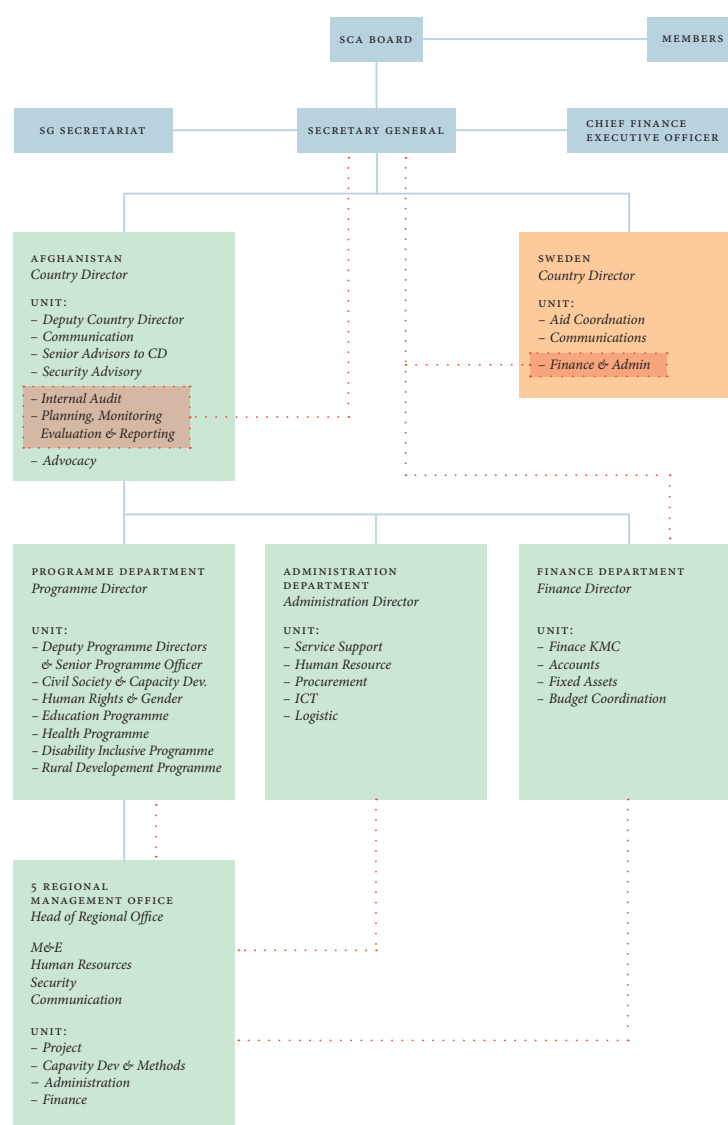 SCA BOARD
MEMBERS
SG SECRETARIAT
SECRETARY GENERAL
CHIEF FINANCE
EXECUTIVE OFFICER
AFGHANISTAN
Country Director
UNIT:
– Deputy Country Director
– Communication
– Senior Advisors to CD
– Security Advisory
– Internal Audit
– Planning, Monitoring
Evaluation & Reporting
– Advocacy
SWEDEN
Country Director
UNIT:
– Aid Coordnation
– Communications
– Finance & Admin
PROGRAMME DEPARTMENT
Programme Director
UNIT:
– Deputy Programme Directors
& Senior Programme Officer
– Civil Society & Capacity Dev.
– Human Rights & Gender
– Education Programme
– Health Programme
– Disability Inclusive Programme
– Rural Developement Programme
ADMINISTRATION
DEPARTMENT
Administration Director
UNIT:
– Service Support
– Human Resource
– Procurement
– ICT
– Logistic
FINANCE DEPARTMENT
Finance Director
UNIT:
– Finace KMC
– Accounts
– Fixed Assets
– Budget Coordination
5 REGIONAL
MANAGEMENT OFFICE
Head of Regional Office
M&E
Human Resources
Security
Communication
UNIT:
– Project
– Capavity Dev & Methods
– Administration
– Finance